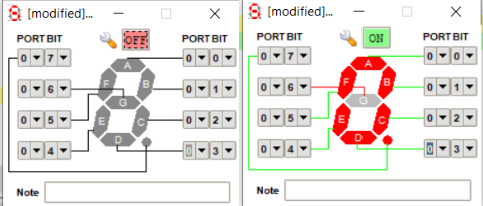 [modified]...
PORT BIT
OFF
PORT BIT
0 7
A
0 0
0 6
F
B
0 1
G
0 5
E
C
0 2
0 4
D
0 3
Note
[modified]...
PORT BIT
ON
PORT BIT
0 7
A
0 0
0 6
F
B
0 1
G
0 5
E
C
0 2
0 4
D
0 3
Note